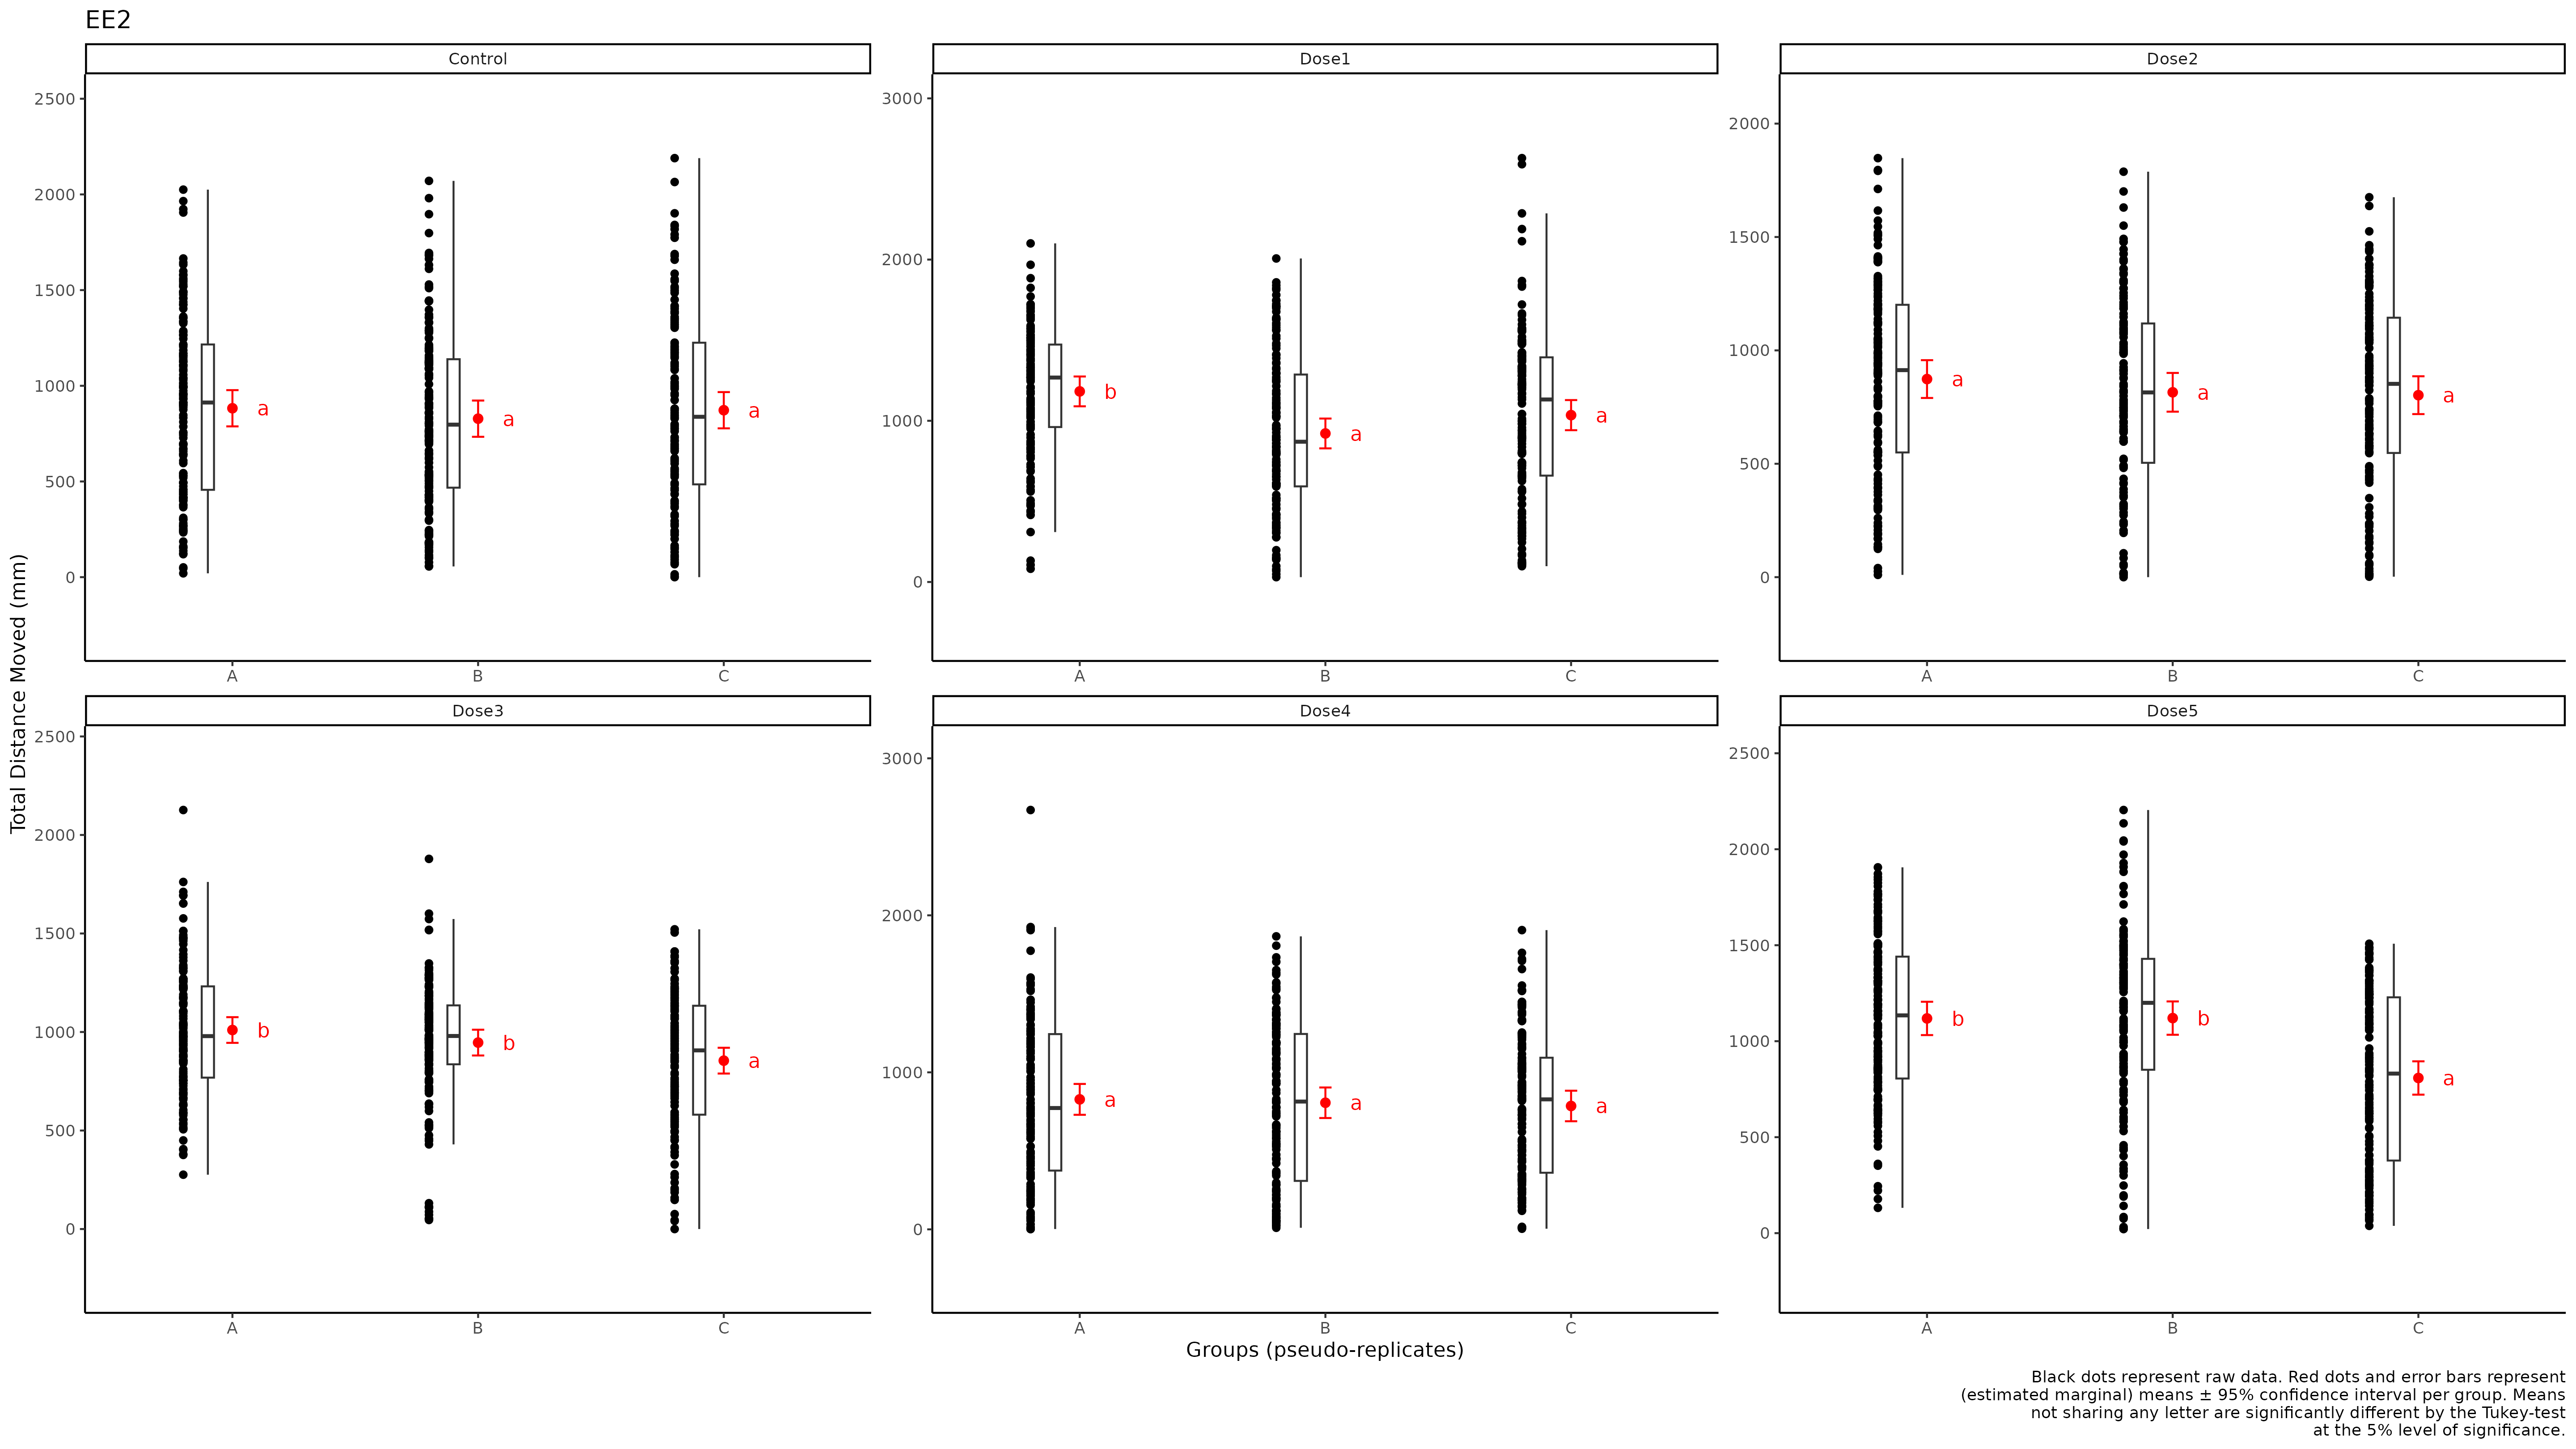 EE2
Control
Dose1
Dose2
2500
2000
1500
1000
500
0
3000
2000
1000
0
2000
1500
1000
500
0
a
a
a
b
a
a
a
a
a
A
B
C
A
B
C
A
B
C
Total Distance Moved (mm)
Dose3
Dose4
Dose5
2500
2000
1500
1000
500
0
3000
2000
1000
0
2500
2000
1500
1000
500
0
b
b
a
a
a
a
b
b
a
A
B
C
A
B
C
A
B
C
Groups (pseudo-replicates)
Black dots represent raw data. Red dots and error bars represent
(estimated marginal) means ± 95% confidence interval per group. Means
not sharing any letter are significantly different by the Tukey-test
at the 5% level of significance.